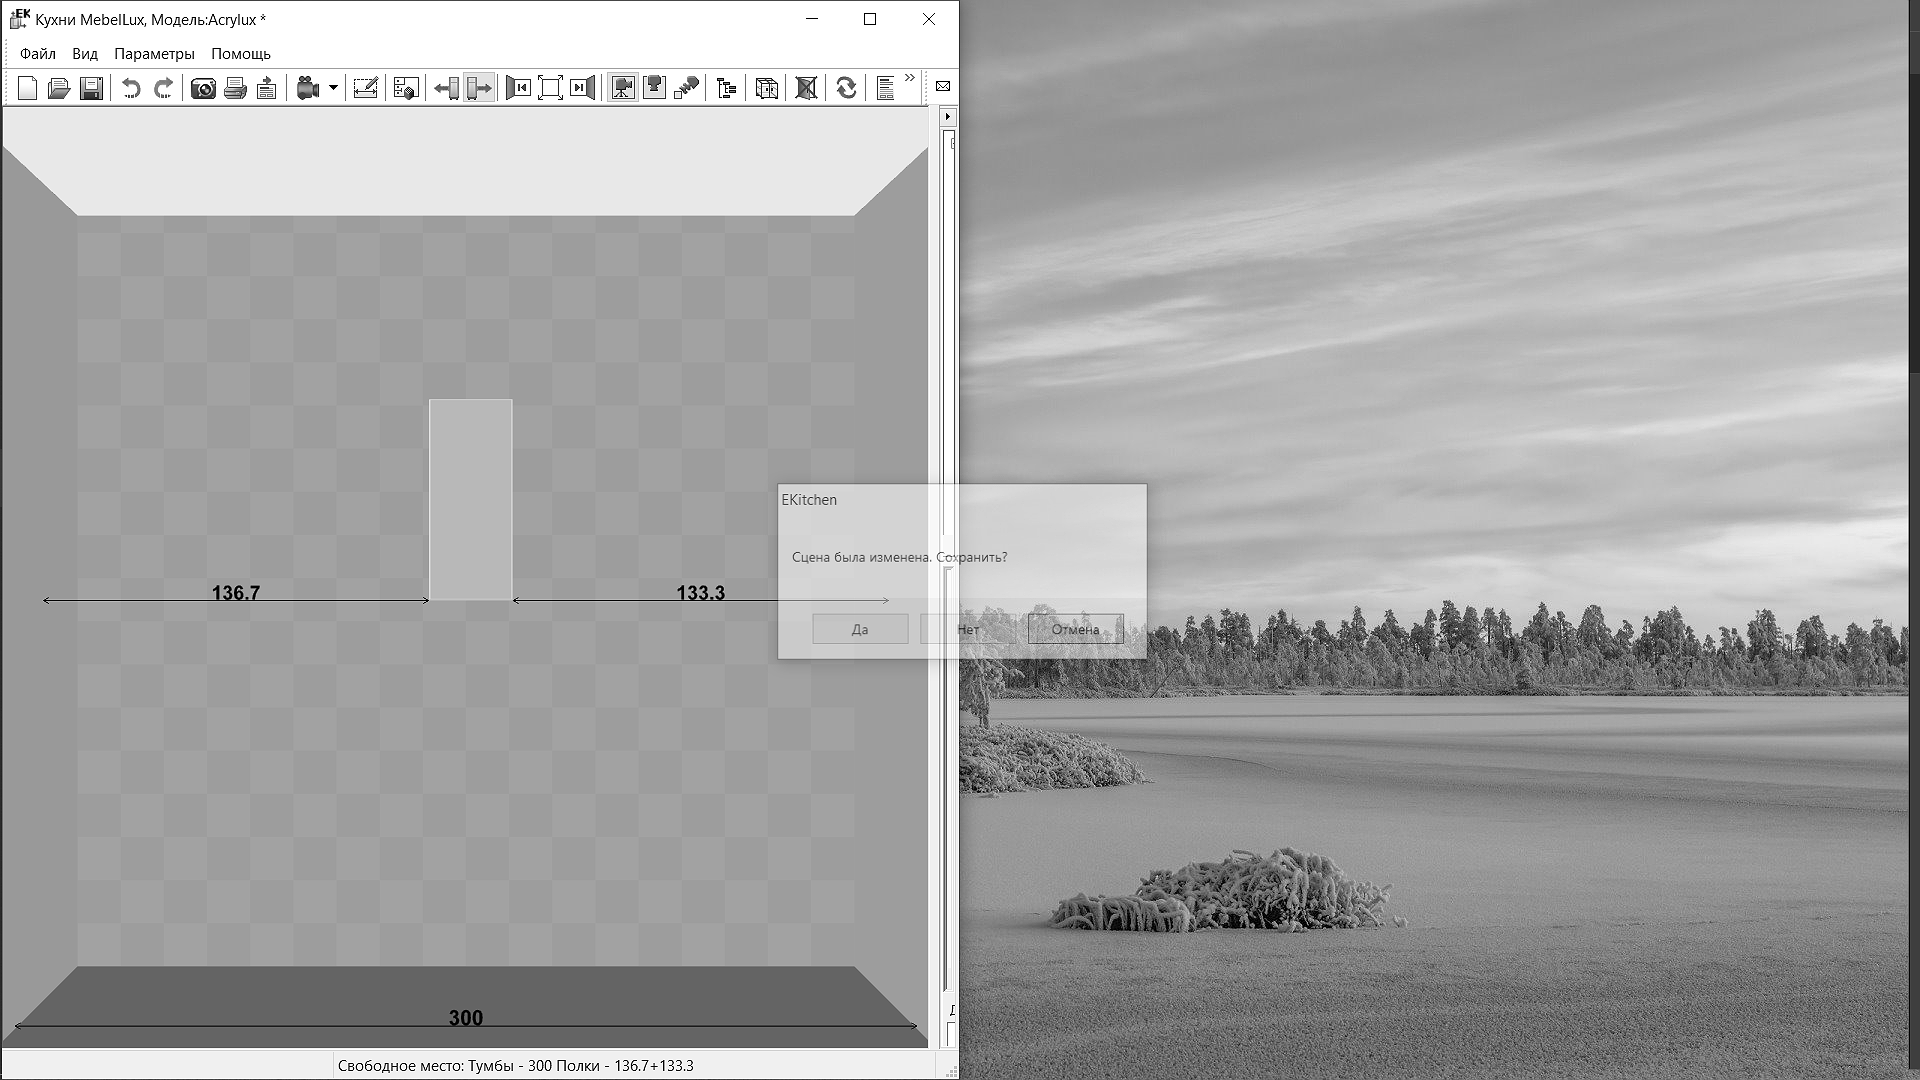 EK
Кухни MebelLux, Модель:Acrylux *
Файл Вид Параметры Помощь
136.7
133.3
300
EKitchen
Сцена была изменена. Сохранить?
Да Нет Отмена
Свободное место: Тумбы - 300 Полки - 136.7+133.3